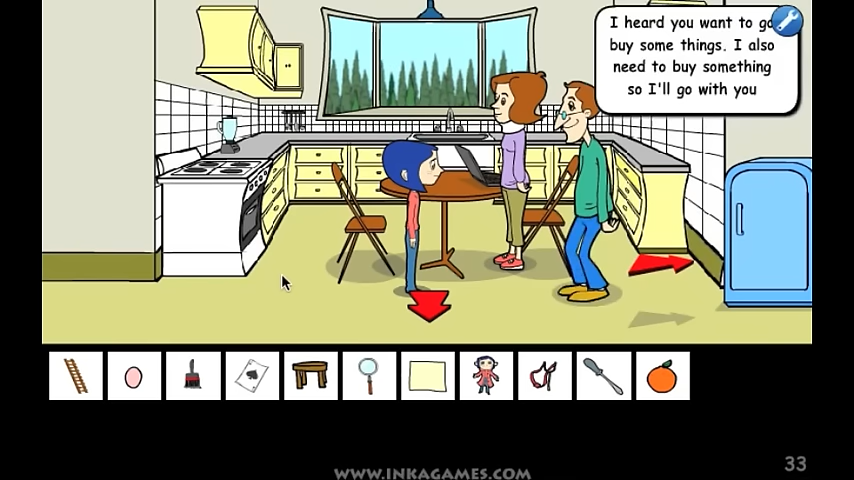 I heard you want to go
buy some things. I also
need to buy something
so I'll go with you
33
WWW.INKAGAMES.COM